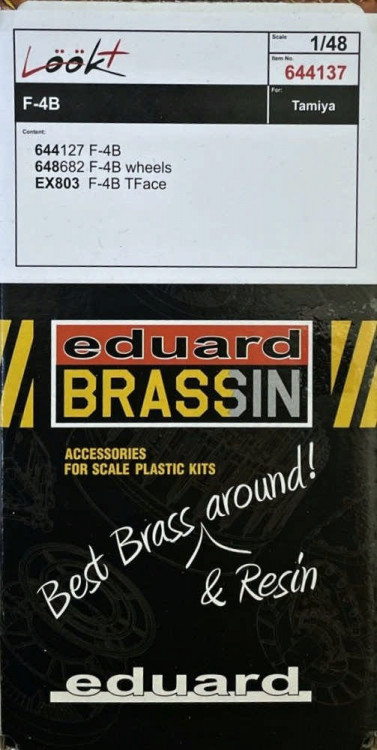 Löök+
Scale
1/48
Item No.
644137
F-4B
For:
Tamiya
Content:
644127 F-4B
648682 F-4B wheels
EX803 F-4B TFace
eduard
BRASSIN
ACCESSORIES
FOR SCALE PLASTIC KITS
Best Brass around!
& Resin
eduard